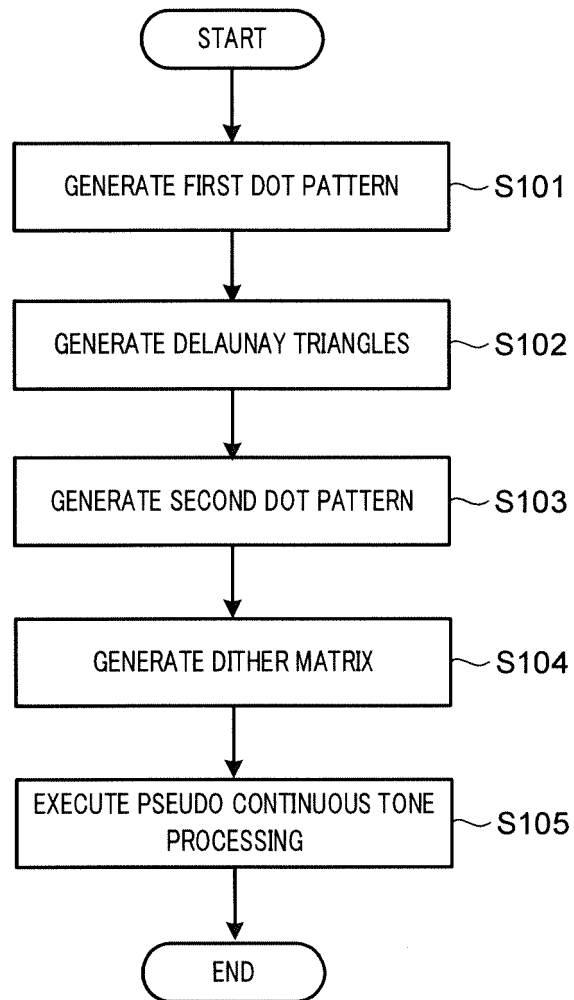 START
GENERATE FIRST DOT PATTERN
S101
GENERATE DELAUNAY TRIANGLES
S102
GENERATE SECOND DOT PATTERN
S103
GENERATE DITHER MATRIX
S104
EXECUTE PSEUDO CONTINUOUS TONE
PROCESSING
S105
END